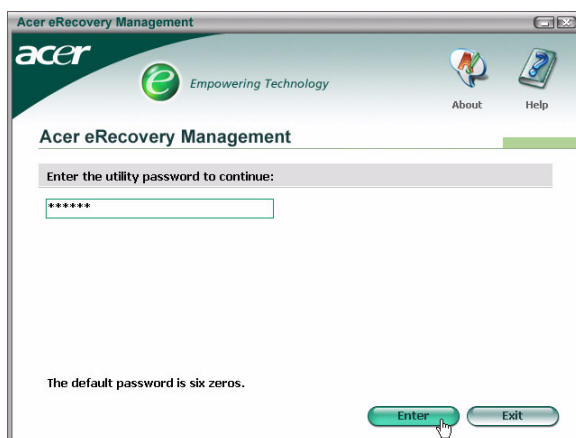 Acer eRecovery Management
acer
e Empowering Technology
About Help
Acer eRecovery Management
Enter the utility password to continue:
******
The default password is six zeros.
Enter Exit